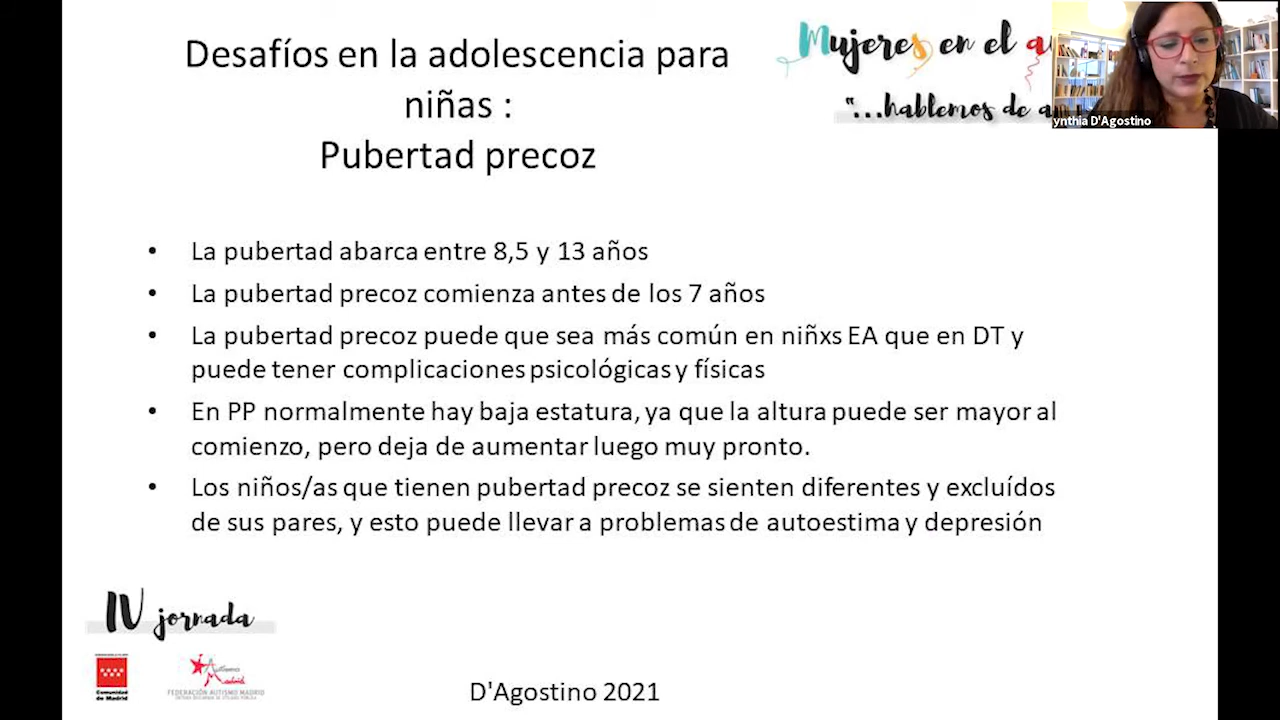 Desafíos en la adolescencia para
niñas :
Pubertad precoz
Mujeres en el
"...hablemos de
ynthia D'Agostino
• La pubertad abarca entre 8,5 y 13 años
• La pubertad precoz comienza antes de los 7 años
• La pubertad precoz puede que sea más común en niñxs EA que en DT y
puede tener complicaciones psicológicas y físicas
• En PP normalmente hay baja estatura, ya que la altura puede ser mayor al
comienzo, pero deja de aumentar luego muy pronto.
• Los niños/as que tienen pubertad precoz se sienten diferentes y excluídos
de sus pares, y esto puede llevar a problemas de autoestima y depresión
IV jornada
Comunidad
de Madrid
Autismo
Madrid
FEDERACIÓN AUTISMO MADRID
D'Agostino 2021